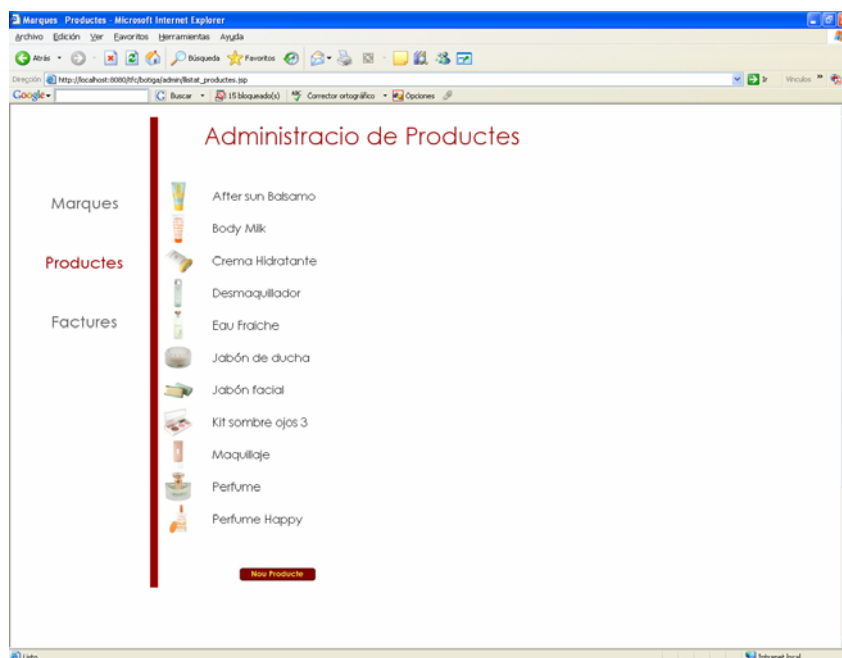 Marques Productes - Microsoft Internet Explorer
Archivo Edición Ver Favoritos Herramientas Ayuda
Atrás Búsqueda Favoritos
Dirección http://localhost:8080/tfc/botiga/admin/llistat_productes.jsp Ir Vínculos
Google Buscar 15 bloqueado(s) Corrector ortográfico Opciones
Administracio de Productes
Marques
Productes
Factures
After sun Balsamo
Body Milk
Crema Hidratante
Desmaquillador
Eau Fraiche
Jabón de ducha
Jabón facial
Kit sombre ojos 3
Maquillaje
Perfume
Perfume Happy
Nou Producte
Listo Intranet local